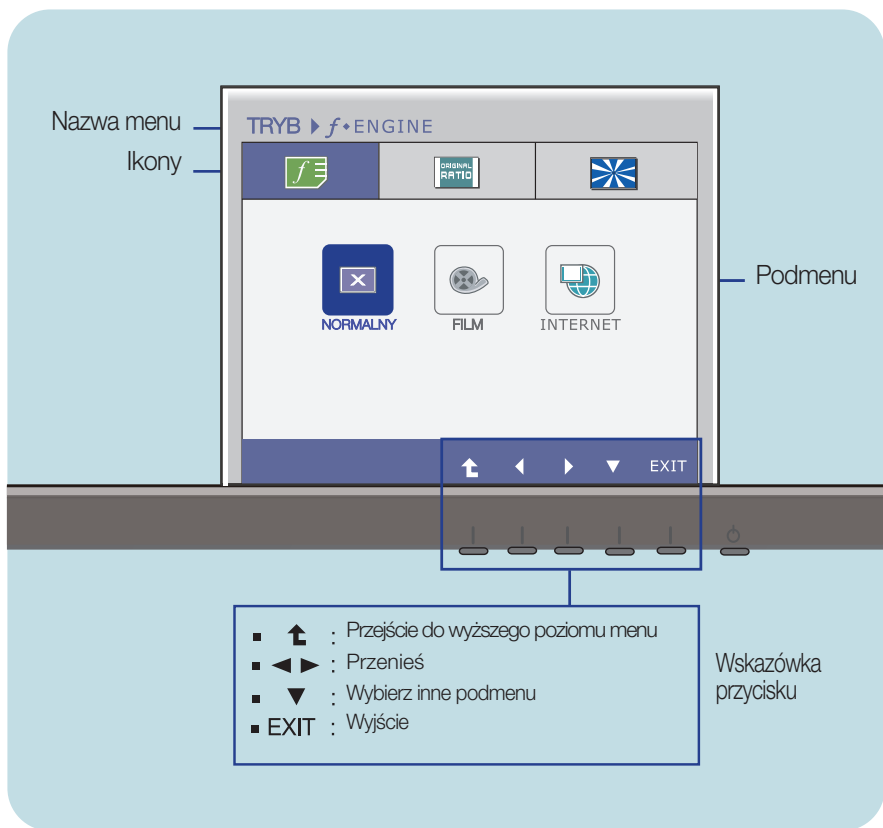 Nazwa menu
TRYB f ENGINE
Ikony
f
ORIGINAL
RATIO
NORMALNY
FILM
INTERNET
Podmenu
EXIT
: Przejście do wyższego poziomu menu
: Przenieś
: Wybierz inne podmenu
EXIT : Wyjście
Wskazówka
przycisku